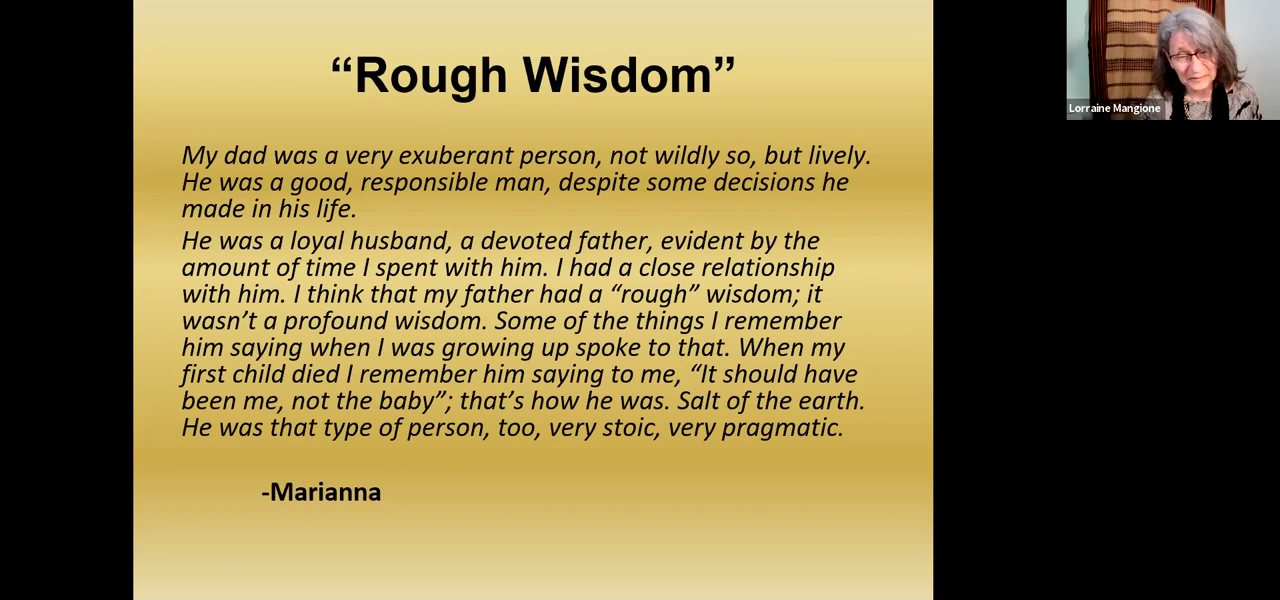 “Rough Wisdom”
Lorraine Mangione
My dad was a very exuberant person, not wildly so, but lively.
He was a good, responsible man, despite some decisions he
made in his life.
He was a loyal husband, a devoted father, evident by the
amount of time I spent with him. I had a close relationship
with him. I think that my father had a “rough” wisdom; it
wasn’t a profound wisdom. Some of the things I remember
him saying when I was growing up spoke to that. When my
first child died I remember him saying to me, “It should have
been me, not the baby”; that’s how he was. Salt of the earth.
He was that type of person, too, very stoic, very pragmatic.
-Marianna